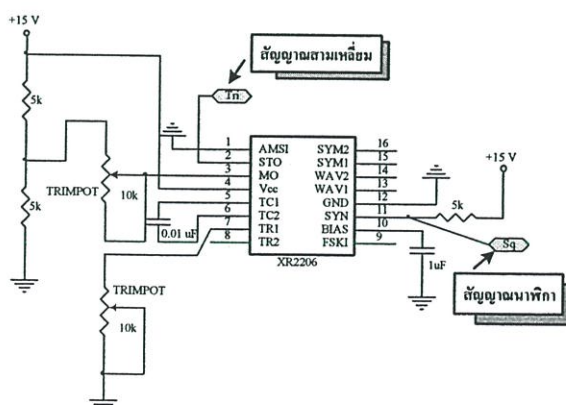 +15 V
สัญญาณสามเหลี่ยม
Tri
5k
+15 V
1 AMSI SYM2 16
2 STO SYM1 15
3 MO WAV2 14
4 Vcc WAV1 13
5 TC1 GND 12
6 TC2 SYN 11
7 TR1 BIAS 10
8 TR2 FSKI 9
XR2206
5k
TRIMPOT
10k
5k
0.01 uF
Sq
1uF
สัญญาณนาฬิกา
TRIMPOT
10k